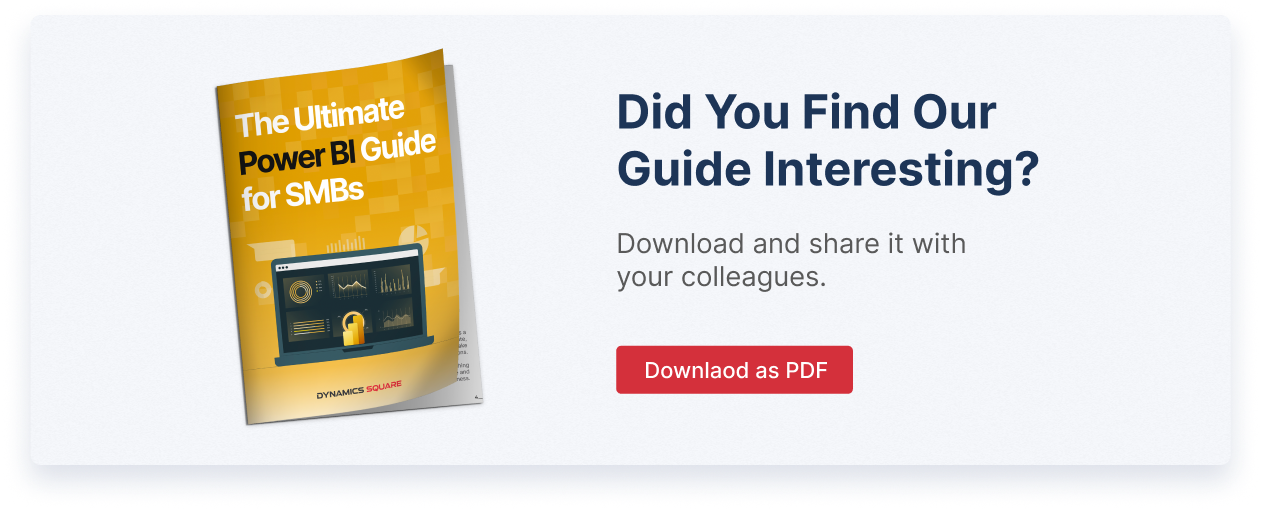 The Ultimate
Power BI Guide
for SMBs
DYNAMICS SQUARE
Did You Find Our
Guide Interesting?
Download and share it with
your colleagues.
Downlaod as PDF